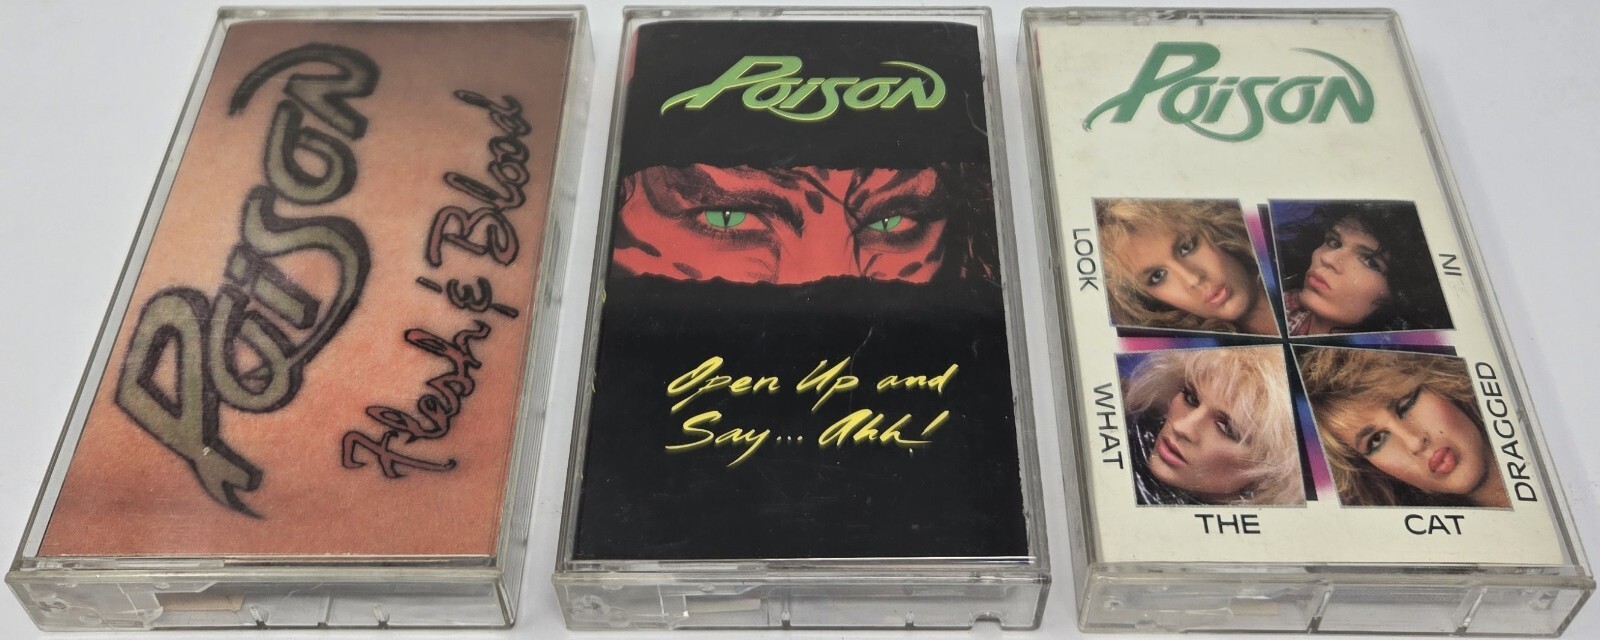 Poison
Flesh & Blood
Poison
Open Up and
Say... Ahh!
Poison
LOOK
WHAT
THE
CAT
DRAGGED
IN